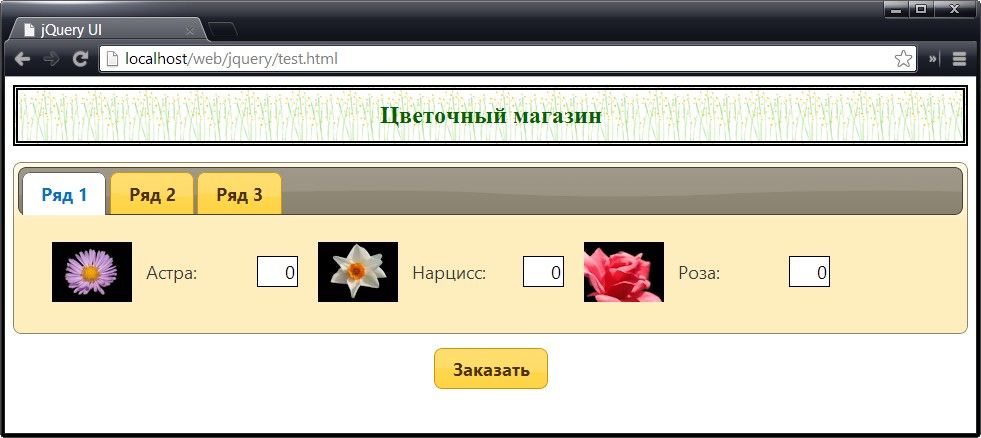 jQuery UI
localhost/web/jquery/test.html
Цветочный магазин
Ряд 1 Ряд 2 Ряд 3
Астра: 0 Нарцисс: 0 Роза: 0
Заказать